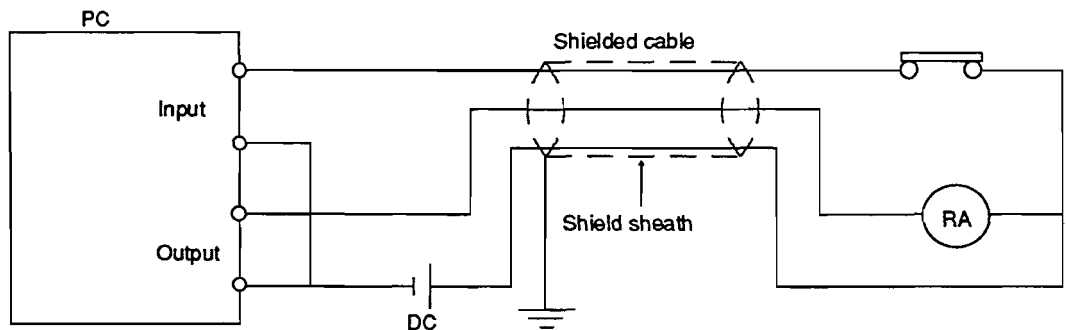 PC
Shielded cable
Input
Shield sheath
RA
Output
DC